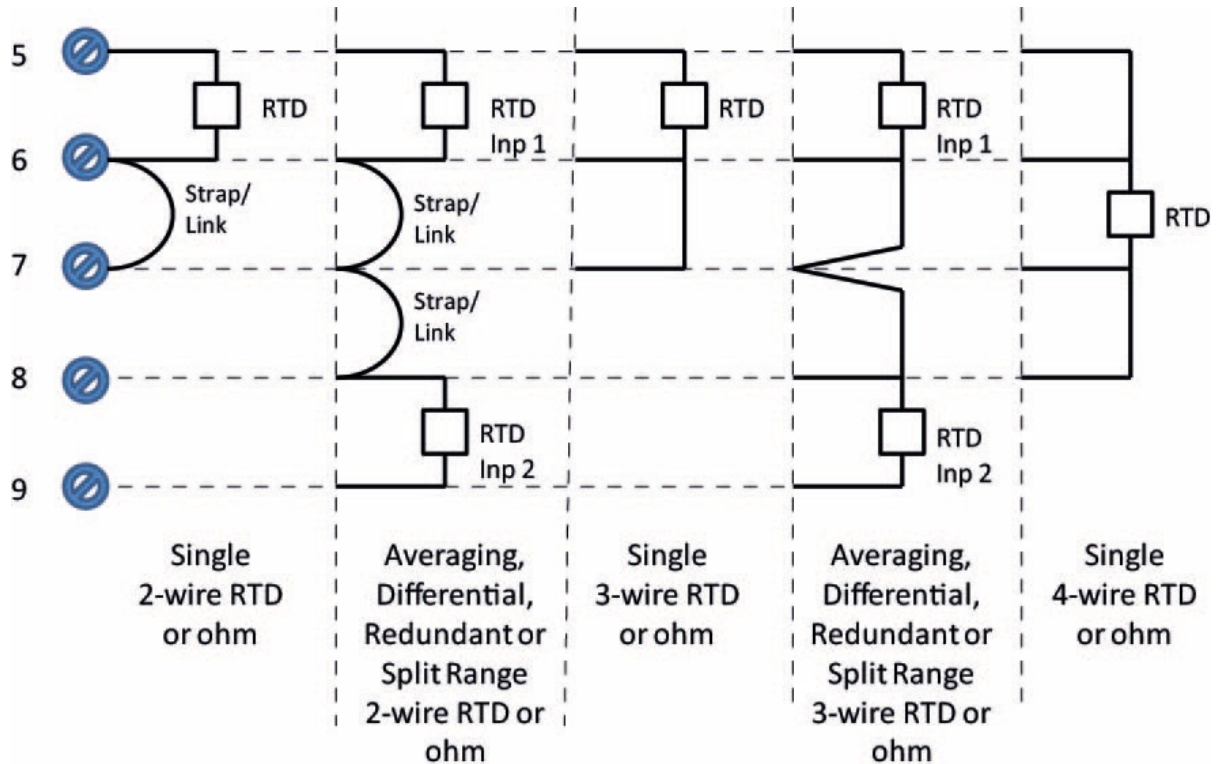 5
RTD
RTD
Inp 1
RTD
RTD
Inp 1
6
Strap/
Link
Strap/
Link
RTD
7
Strap/
Link
8
RTD
Inp 2
RTD
Inp 2
9
Single
2-wire RTD
or ohm
Averaging,
Differential,
Redundant or
Split Range
2-wire RTD or
ohm
Single
3-wire RTD
or ohm
Averaging,
Differential,
Redundant or
Split Range
3-wire RTD or
ohm
Single
4-wire RTD
or ohm